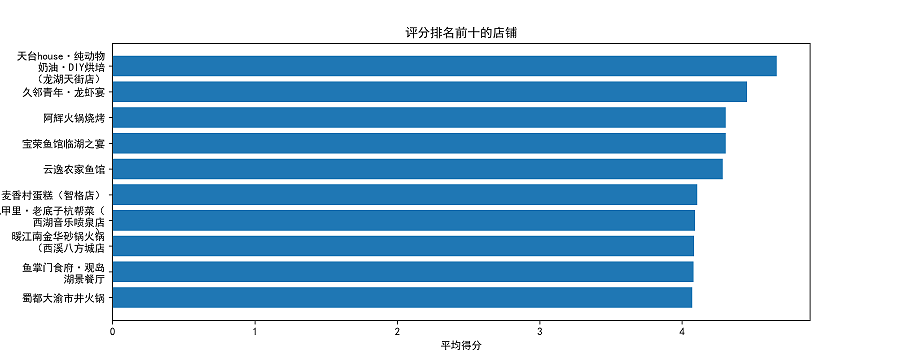 评分排名前十的店铺
天台house·纯动物
奶油·DIY烘培
（龙湖天街店）
久邻青年·龙虾宴
阿辉火锅烧烤
宝荣鱼馆临湖之宴
云逸农家鱼馆
麦香村蛋糕（智格店）
甲里·老底子杭帮菜（
西湖音乐喷泉店
暖江南金华砂锅火锅
（西溪八方城店
鱼掌门食府·观岛
湖景餐厅
蜀都大渝市井火锅
0 1 2 3 4
平均得分